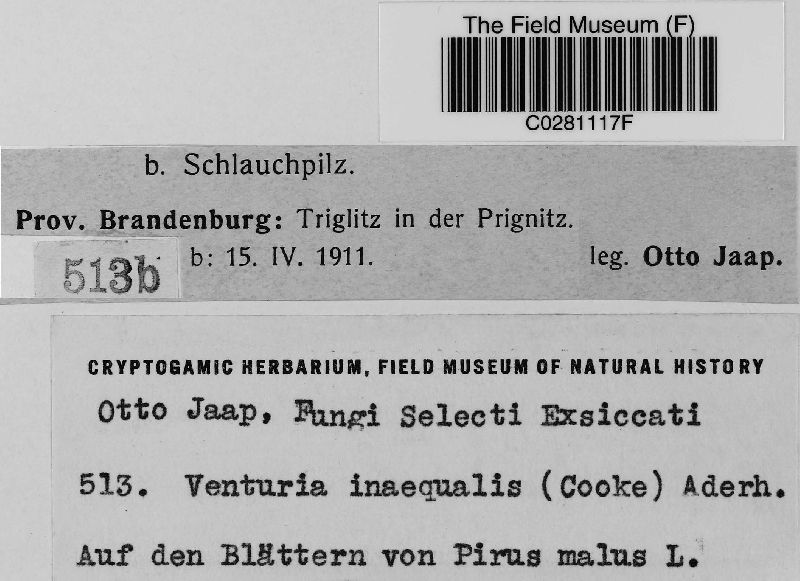 The Field Museum (F)
C0281117F
b. Schlauchpilz.
Prov. Brandenburg: Triglitz in der Prignitz.
513b b: 15. IV. 1911. leg. Otto Jaap.
CRYPTOGAMIC HERBARIUM, FIELD MUSEUM OF NATURAL HISTORY
Otto Jaap, Fungi Selecti Exsiccati
513. Venturia inaequalis (Cooke) Aderh.
Auf den Blättern von Pirus malus L.